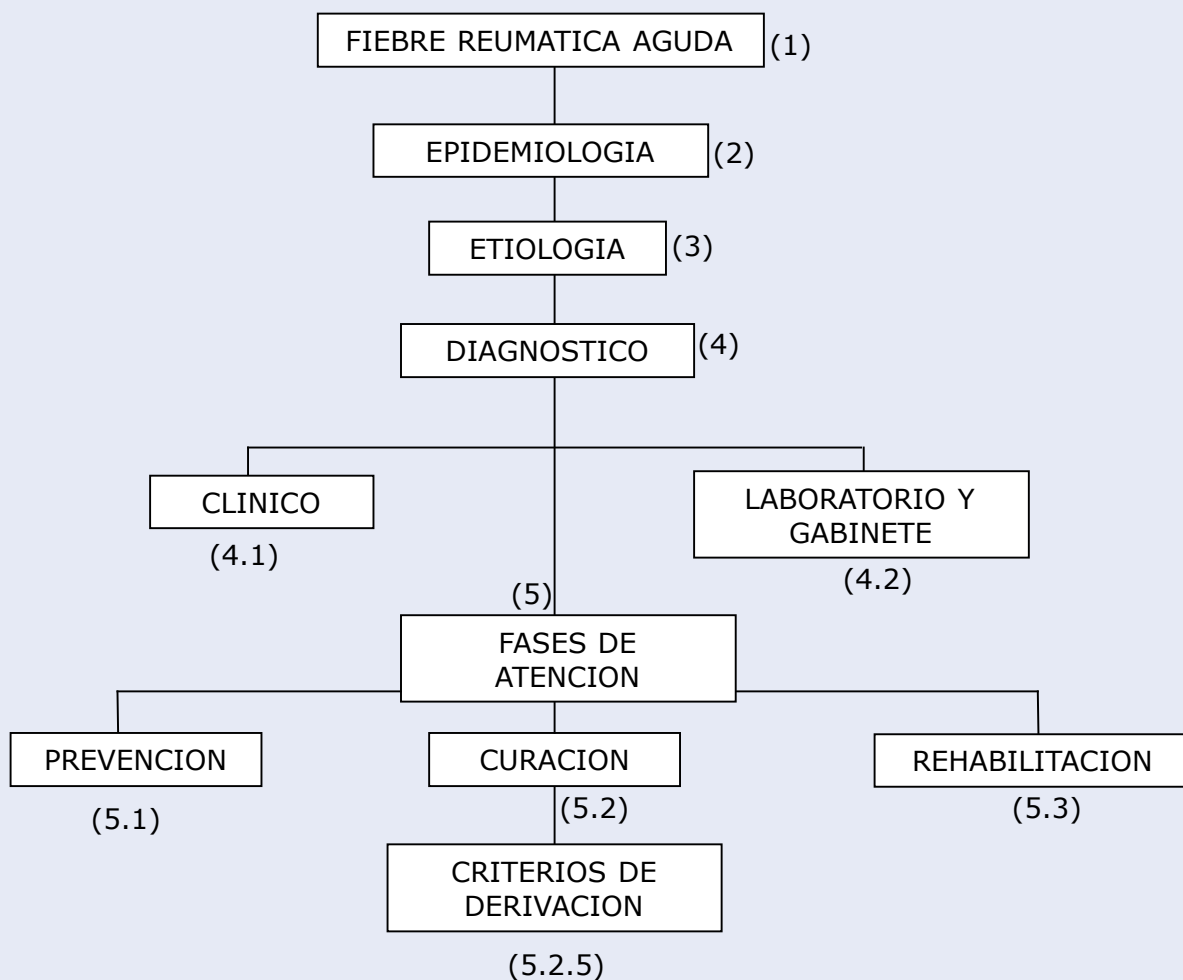 FIEBRE REUMATICA AGUDA (1)
EPIDEMIOLOGIA (2)
ETIOLOGIA (3)
DIAGNOSTICO (4)
CLINICO
(4.1)
LABORATORIO Y
GABINETE
(4.2)
(5)
FASES DE
ATENCION
PREVENCION
(5.1)
CURACION
(5.2)
REHABILITACION
(5.3)
CRITERIOS DE
DERIVACION
(5.2.5)